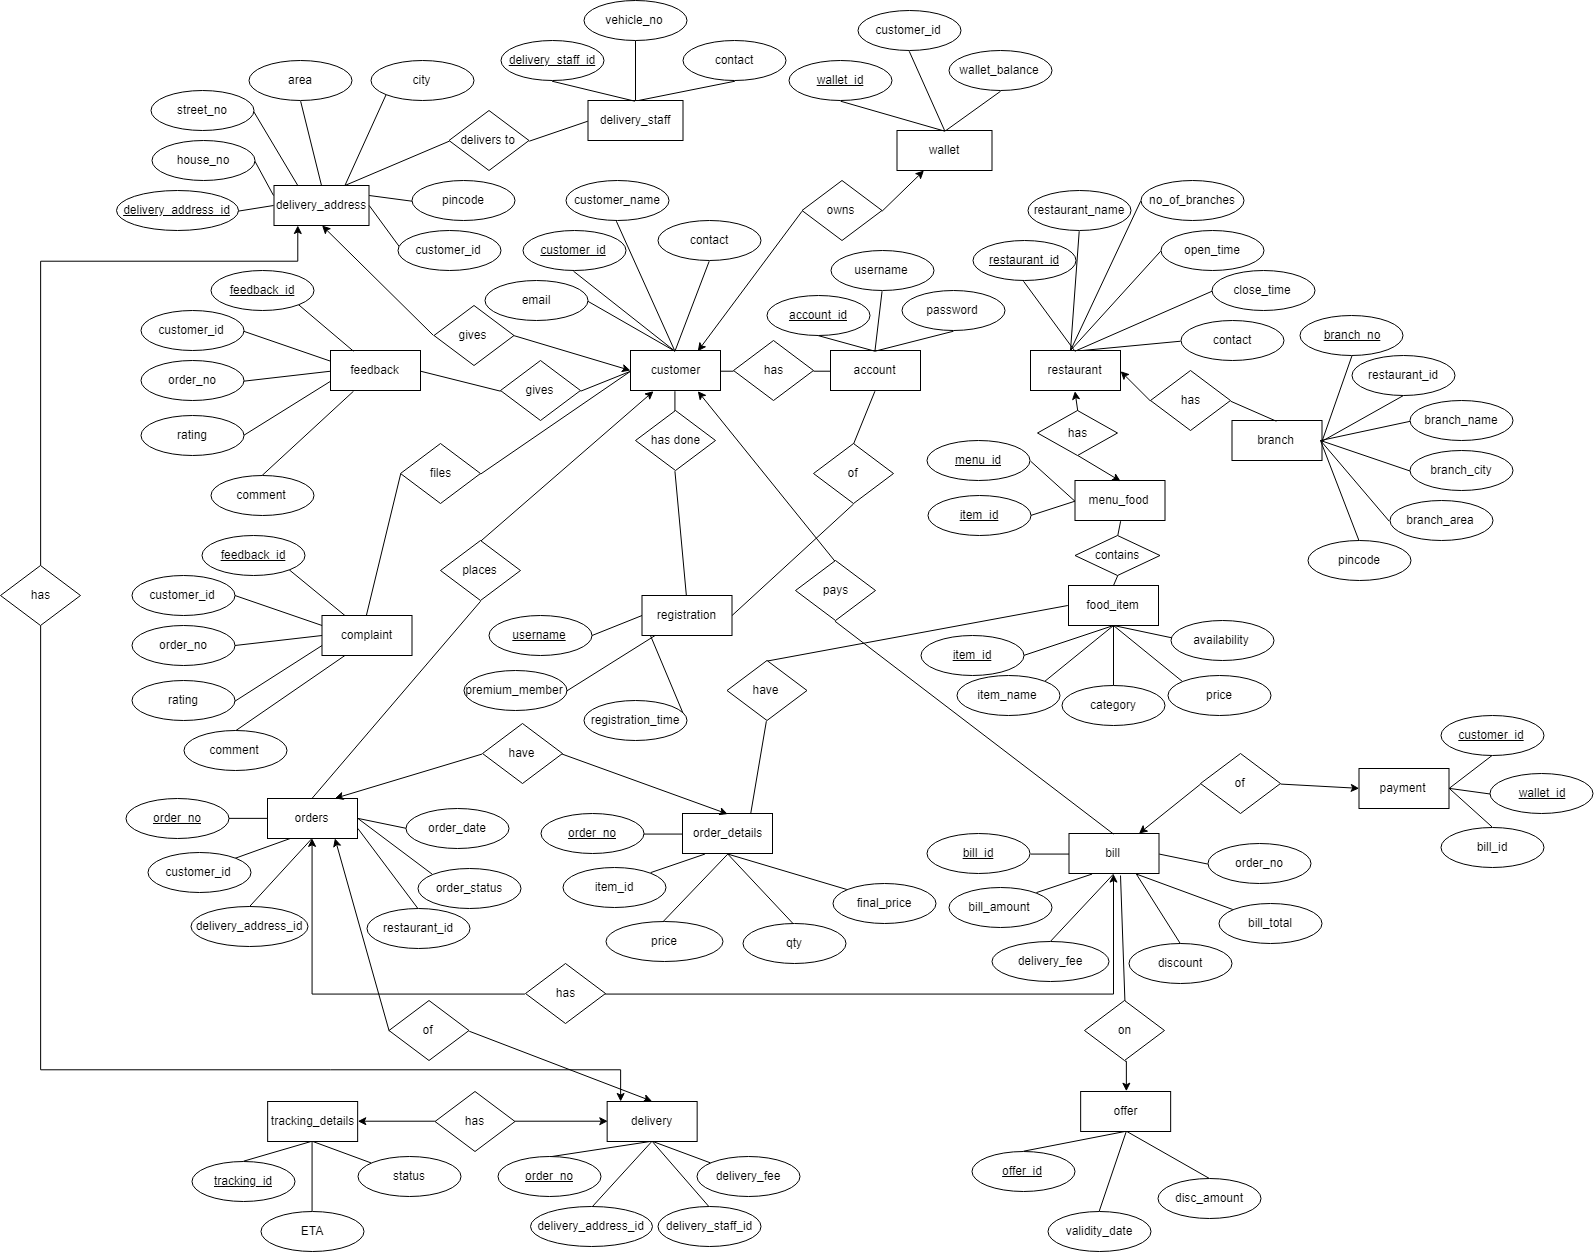 vehicle_no
customer_id
delivery_staff_id
contact
wallet_id
wallet_balance
area
city
street_no
delivery_staff
delivers to
wallet
house_no
delivery_address_id
delivery_address
pincode
customer_id
customer_name
owns
customer_id
contact
email
restaurant_name
no_of_branches
restaurant_id
open_time
close_time
contact
username
account_id
password
feedback_id
customer_id
order_no
rating
comment
feedback
gives
gives
customer
has
account
restaurant
has
branch_no
restaurant_id
branch_name
branch_city
branch_area
pincode
branch
has
menu_id
item_id
menu_food
files
has done
of
contains
feedback_id
customer_id
order_no
rating
comment
complaint
places
pays
has
registration
username
premium_member
registration_time
food_item
item_id
item_name
category
price
availability
have
have
customer_id
wallet_id
bill_id
payment
of
order_no
orders
order_date
customer_id
order_status
delivery_address_id
restaurant_id
order_no
order_details
item_id
final_price
price
qty
bill_id
bill
order_no
bill_amount
bill_total
delivery_fee
discount
has
of
on
tracking_details
has
delivery
offer
tracking_id
status
ETA
order_no
delivery_fee
delivery_address_id
delivery_staff_id
offer_id
disc_amount
validity_date